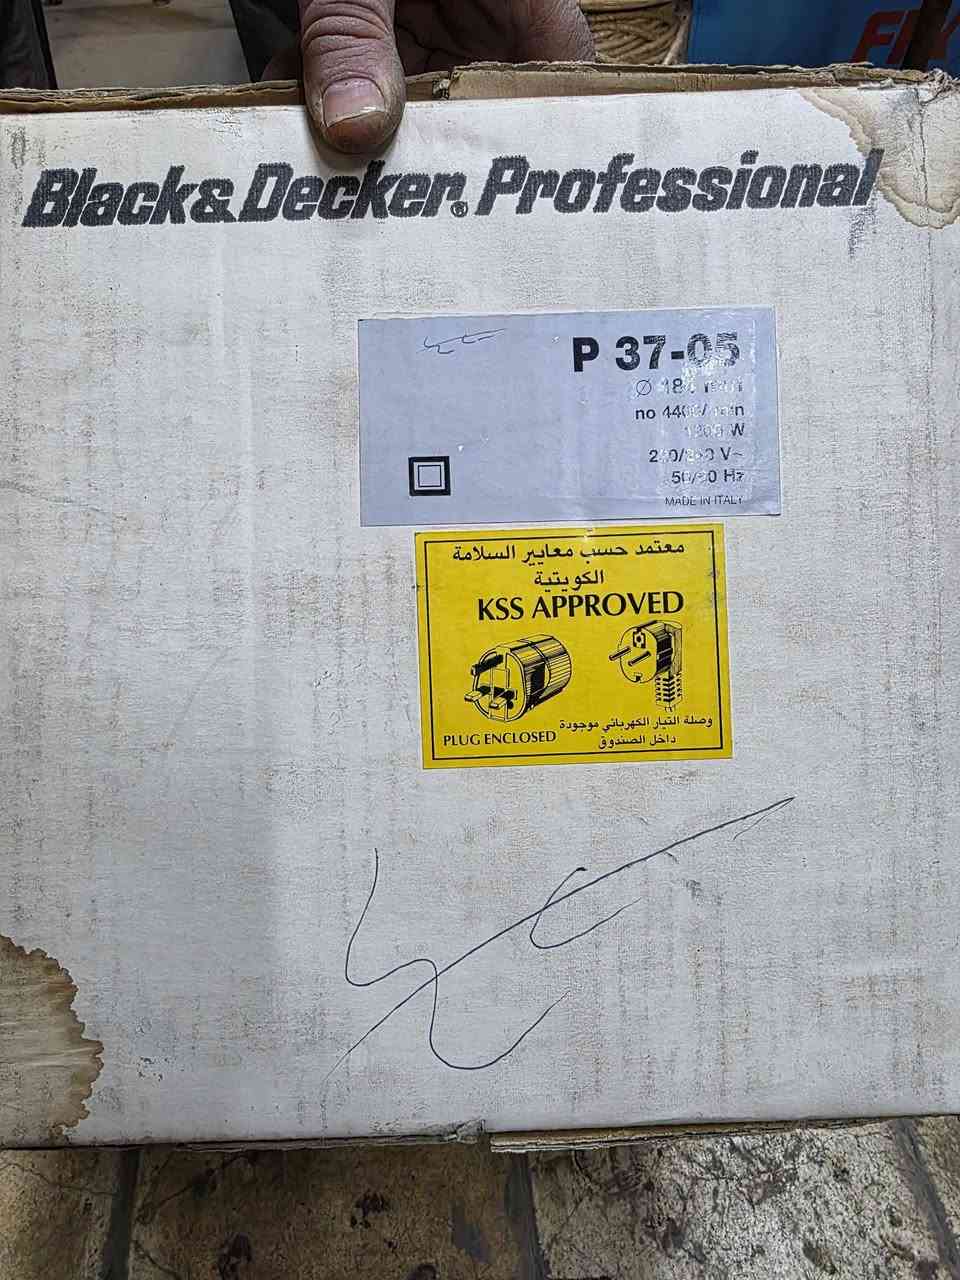 FIX
Black&Decker® Professional
P 37-05
no 4400/min
W
V~
Hz
MADE IN ITALY
معتمد حسب معايير السلامة
الكويتية
KSS APPROVED
PLUG ENCLOSED
وصلة التيار الكهربائي موجودة
داخل الصندوق